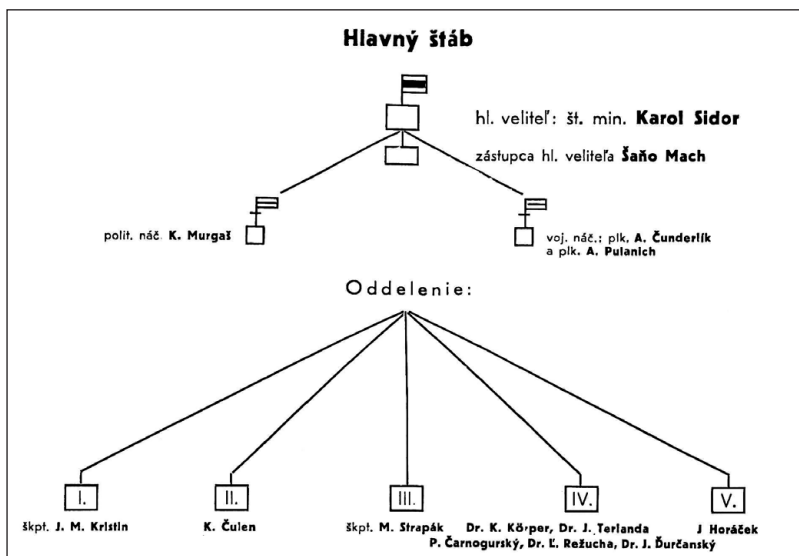 Hlavný štáb
hl. veliteľ: št. min. Karol Sidor
zástupca hl. veliteľa Šaňo Mach
polit. náč. K. Murgaš
voj. náč.: plk. A. Čunderlík
a plk. A. Pulanich
Oddelenie:
I.
II.
III.
IV.
V.
škpt. J. M. Kristin
K. Čulen
škpt. M. Strapák
Dr. K. Körper, Dr. J. Terlanda
P. Čarnogurský, Dr. Ľ. Režucha, Dr. J. Ďurčanský
J Horáček